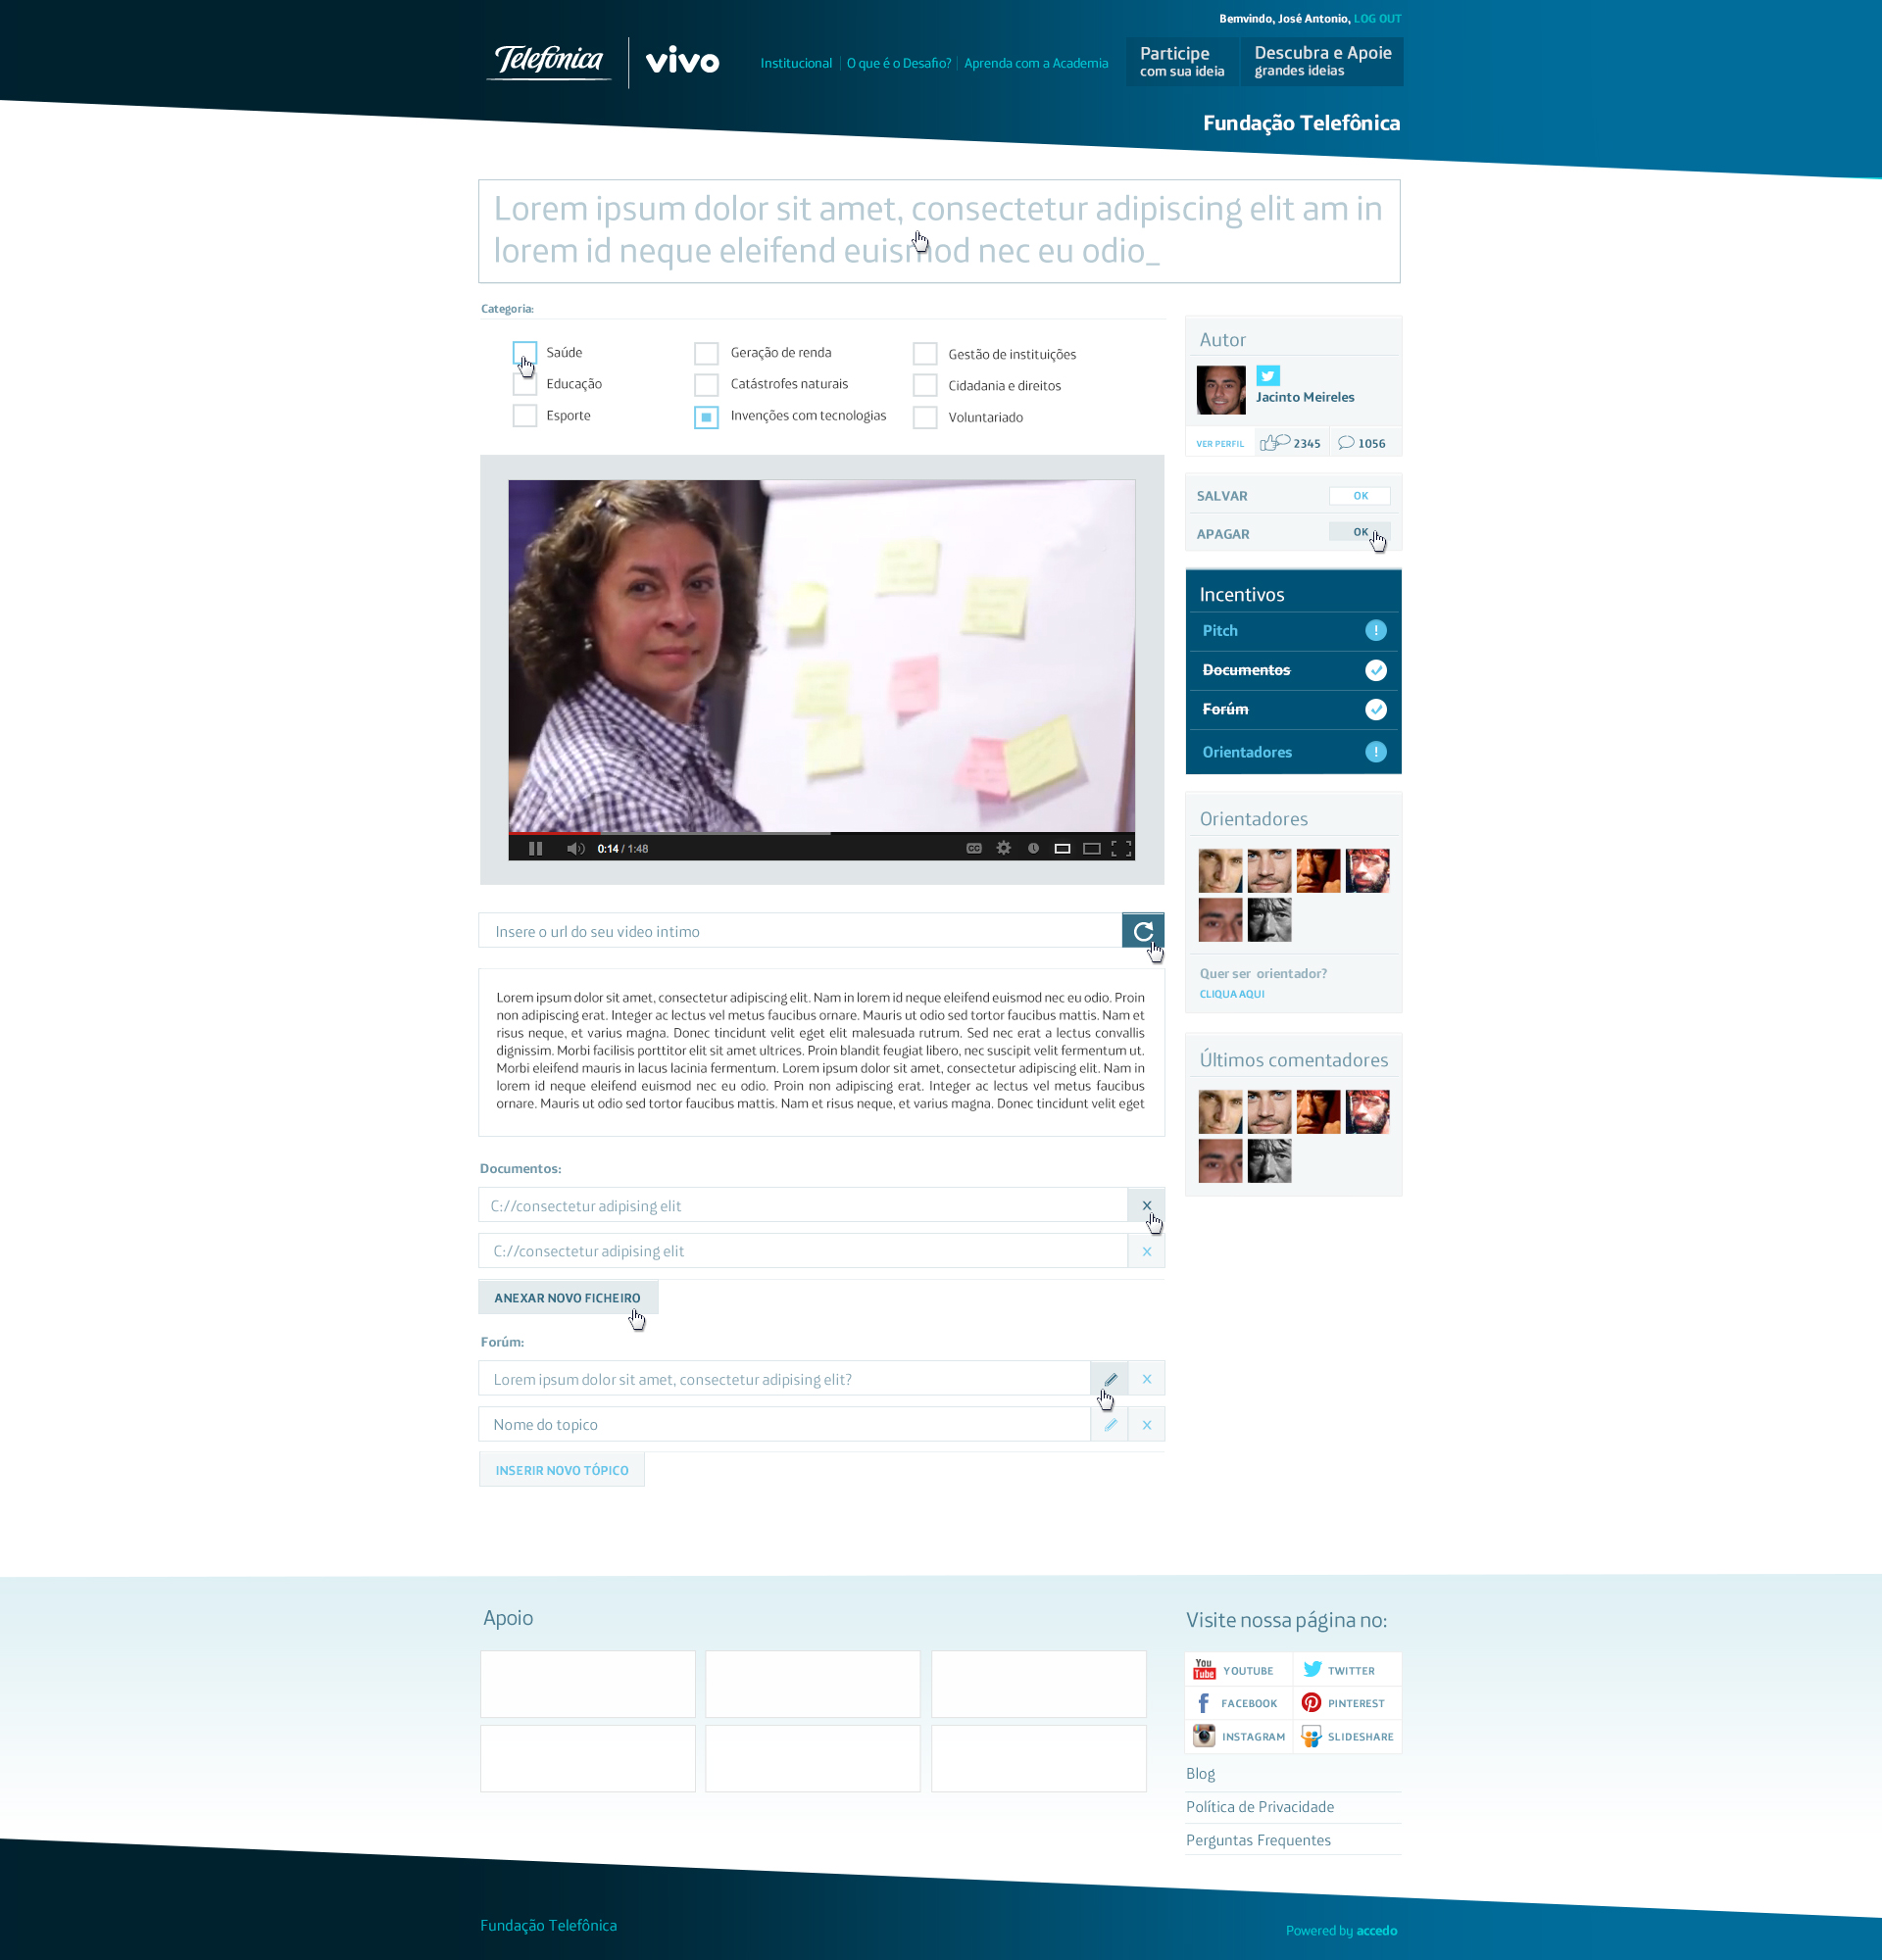 Bemvindo, José Antonio, LOG OUT
Telefónica
vivo
Institucional
O que é o Desafio?
Aprenda com a Academia
Participe
com sua ideia
Descubra e Apoie
grandes ideias
Fundação Telefônica
Lorem ipsum dolor sit amet, consectetur adipiscing elit am in
lorem id neque eleifend euismod nec eu odio_
Categoria:
Saúde
Geração de renda
Gestão de instituições
Educação
Catástrofes naturais
Cidadania e direitos
Esporte
Invenções com tecnologias
Voluntariado
Autor
Jacinto Meireles
VER PERFIL
2345
1056
SALVAR
OK
APAGAR
OK
Incentivos
Pitch
Documentos
Forúm
Orientadores
0:14 / 1:48
CC
Orientadores
Quer ser orientador?
CLIQUA AQUI
Últimos comentadores
Insere o url do seu video intimo
Lorem ipsum dolor sit amet, consectetur adipiscing elit. Nam in lorem id neque eleifend euismod nec eu odio. Proin
non adipiscing erat. Integer ac lectus vel metus faucibus ornare. Mauris ut odio sed tortor faucibus mattis. Nam et
risus neque, et varius magna. Donec tincidunt velit eget elit malesuada rutrum. Sed nec erat a lectus convallis
dignissim. Morbi facilisis porttitor elit sit amet ultrices. Proin blandit feugiat libero, nec suscipit velit fermentum ut.
Morbi eleifend mauris in lacus lacinia fermentum. Lorem ipsum dolor sit amet, consectetur adipiscing elit. Nam in
lorem id neque eleifend euismod nec eu odio. Proin non adipiscing erat. Integer ac lectus vel metus faucibus
ornare. Mauris ut odio sed tortor faucibus mattis. Nam et risus neque, et varius magna. Donec tincidunt velit eget
Documentos:
C://consectetur adipising elit
C://consectetur adipising elit
ANEXAR NOVO FICHEIRO
Forúm:
Lorem ipsum dolor sit amet, consectetur adipising elit?
Nome do topico
INSERIR NOVO TÓPICO
Apoio
Visite nossa página no:
You
Tube
YOUTUBE
TWITTER
FACEBOOK
PINTEREST
INSTAGRAM
SLIDESHARE
Blog
Política de Privacidade
Perguntas Frequentes
Fundação Telefônica
Powered by accedo